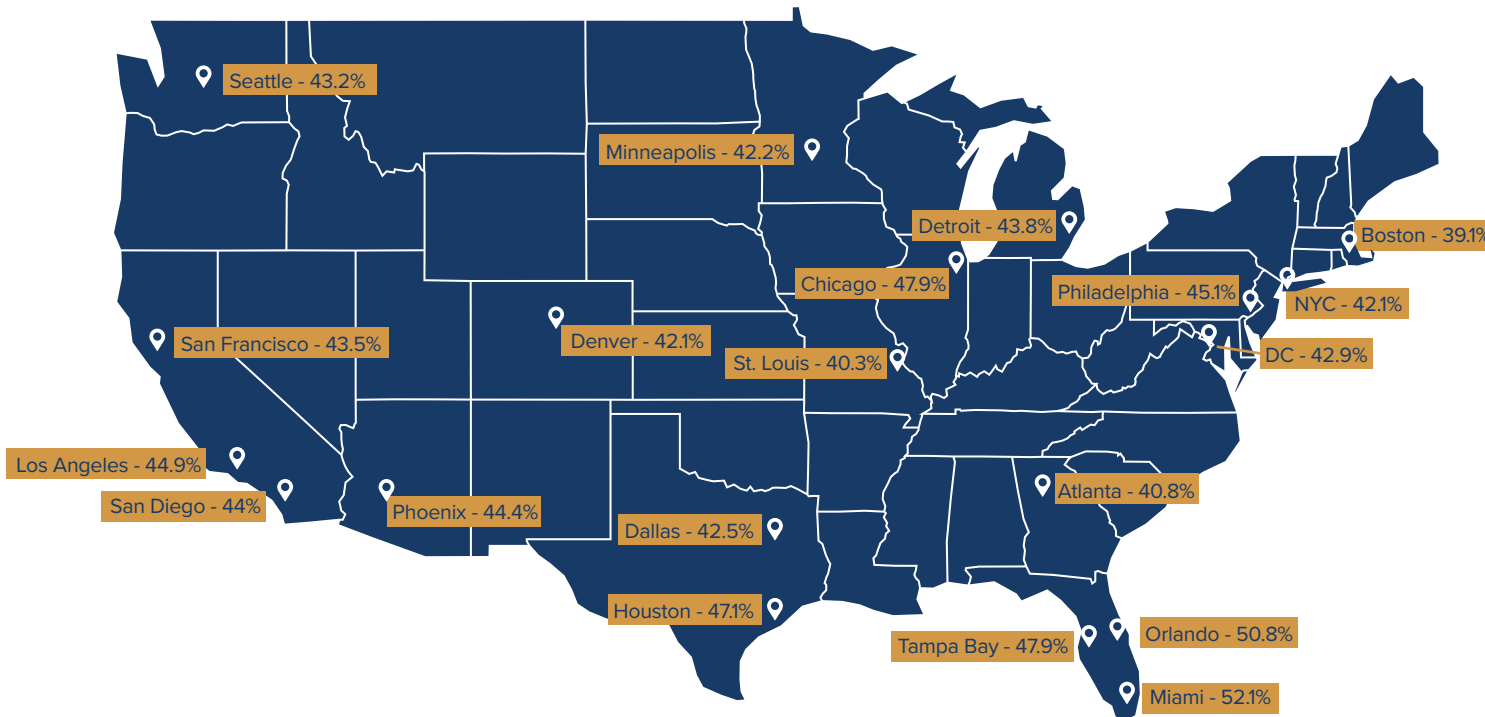 Seattle - 43.2%
Minneapolis - 42.2%
Detroit - 43.8%
Boston - 39.1%
Chicago - 47.9%
Philadelphia - 45.1%
NYC - 42.1%
San Francisco - 43.5%
Denver - 42.1%
St. Louis - 40.3%
DC - 42.9%
Los Angeles - 44.9%
San Diego - 44%
Phoenix - 44.4%
Atlanta - 40.8%
Dallas - 42.5%
Houston - 47.1%
Tampa Bay - 47.9%
Orlando - 50.8%
Miami - 52.1%